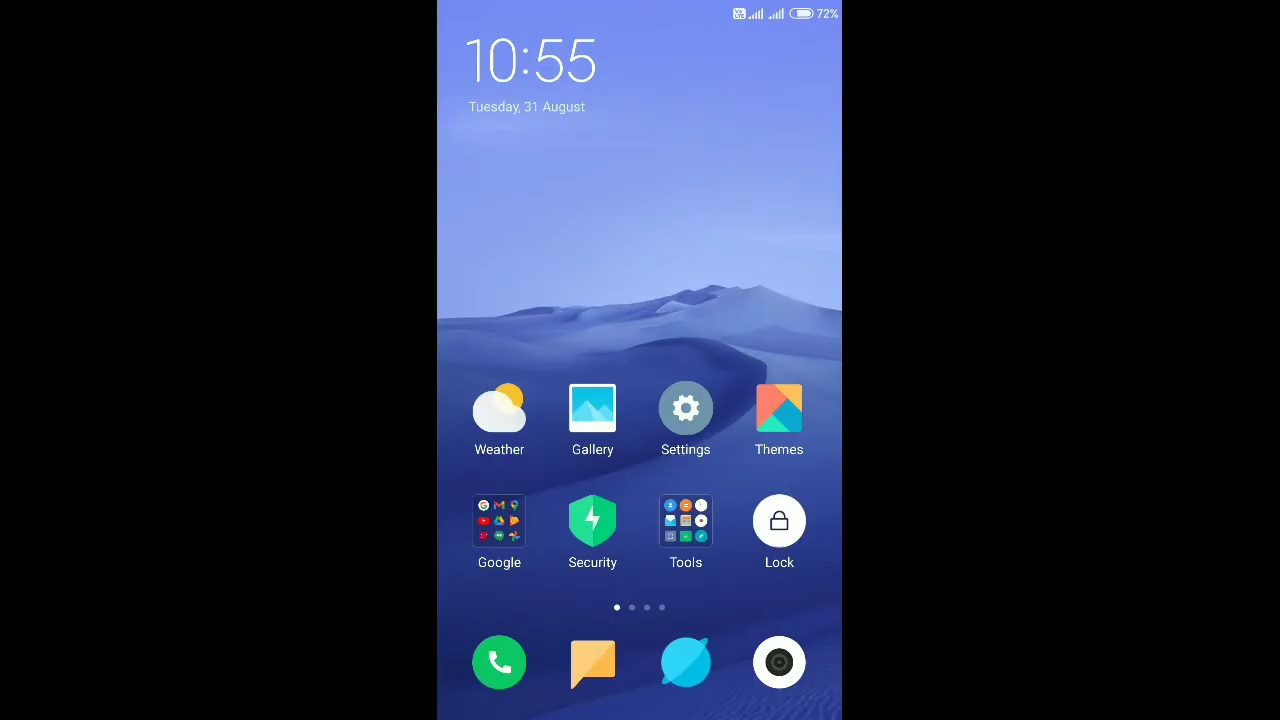 72%
10:55
Tuesday, 31 August
Weather
Gallery
Settings
Themes
Google
Security
Tools
Lock